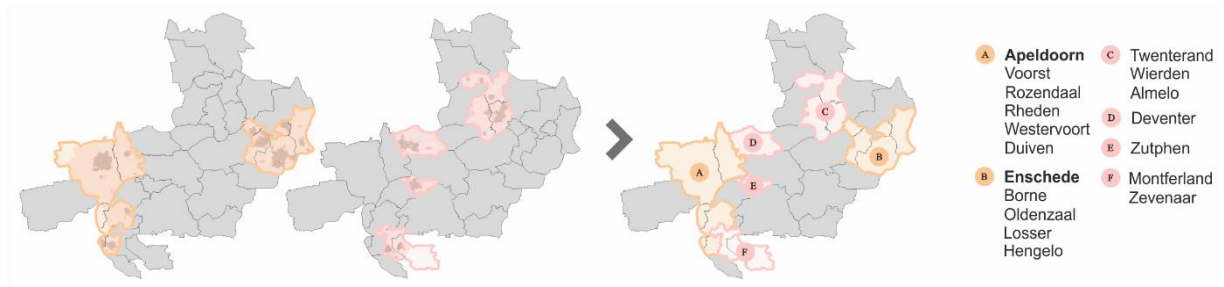 A Apeldoorn
Voorst
Rozendaal
Rheden
Westervoort
Duiven
B Enschede
Borne
Oldenzaal
Losser
Hengelo
C Twenterand
Wierden
Almelo
D Deventer
E Zutphen
F Montferland
Zevenaar
C
D
B
A
E
F